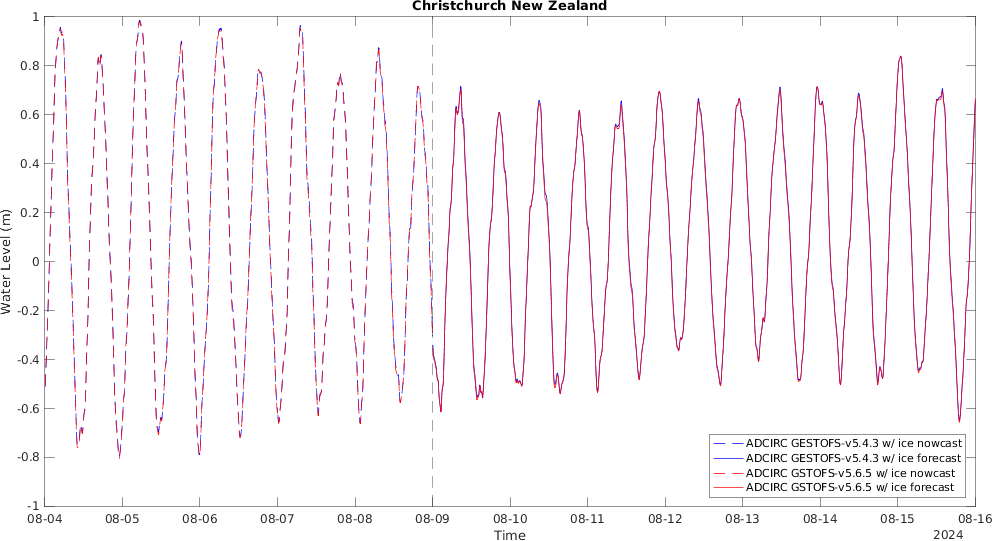 Christchurch New Zealand
Water Level (m)
1
0.8
0.6
0.4
0.2
0
-0.2
-0.4
-0.6
-0.8
-1
ADCIRC GESTOFS-v5.4.3 w/ ice nowcast
ADCIRC GESTOFS-v5.4.3 w/ ice forecast
ADCIRC GSTOFS-v5.6.5 w/ ice nowcast
ADCIRC GSTOFS-v5.6.5 w/ ice forecast
08-04 08-05 08-06 08-07 08-08 08-09 08-10 08-11 08-12 08-13 08-14 08-15 08-16
Time
2024